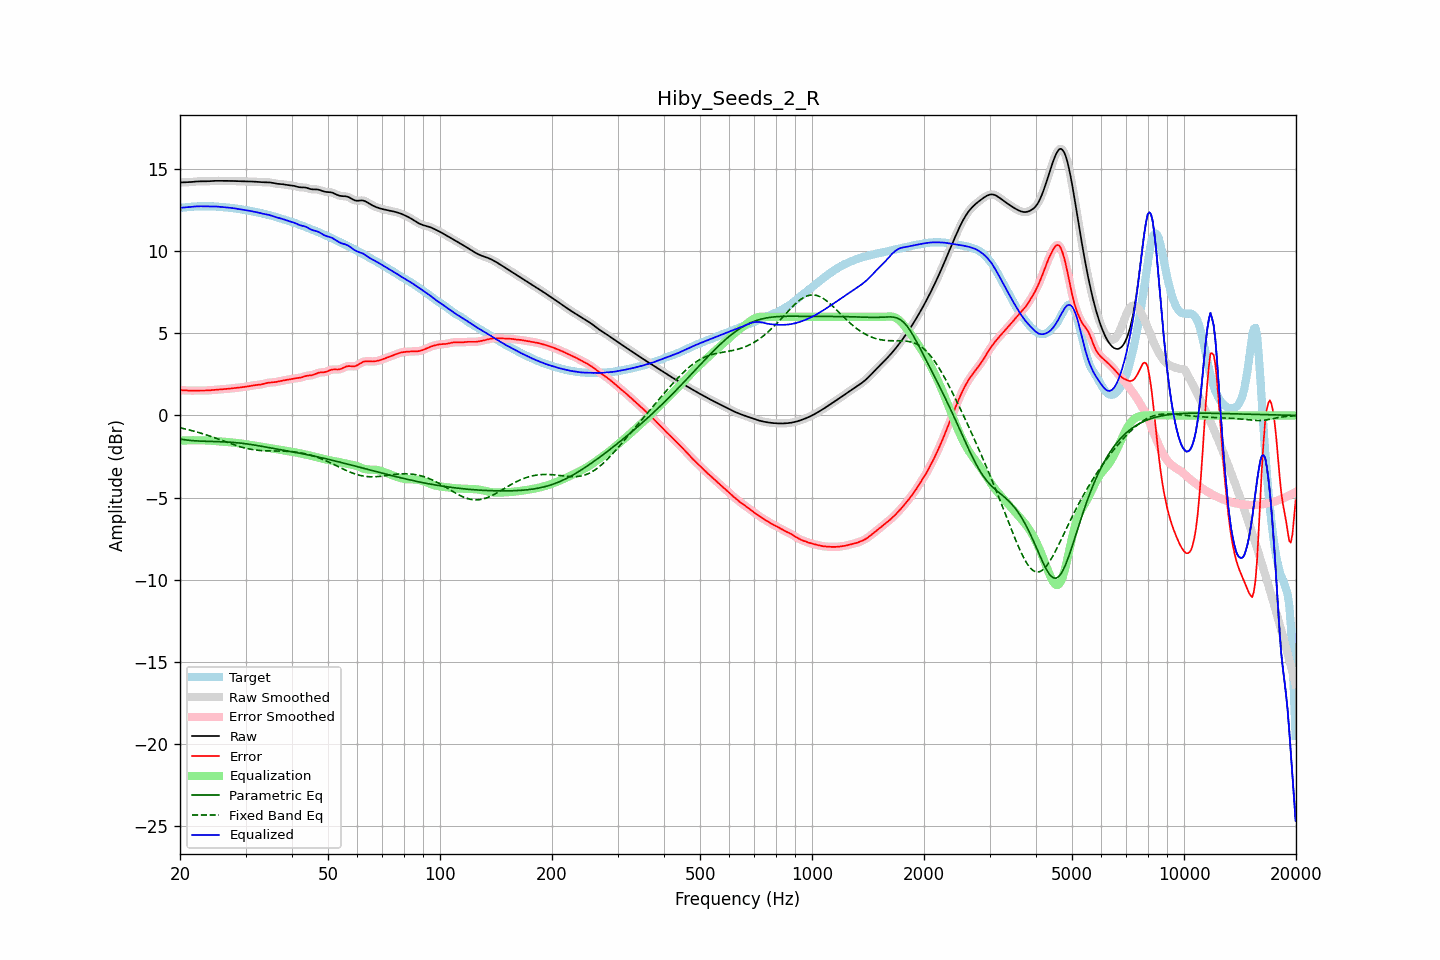 Hiby_Seeds_2_R
Amplitude (dBr)
15
10
5
0
−5
−10
−15
−20
−25
Target
Raw Smoothed
Error Smoothed
Raw
Error
Equalization
Parametric Eq
Fixed Band Eq
Equalized
20 50 100 200 500 1000 2000 5000 10000 20000
Frequency (Hz)